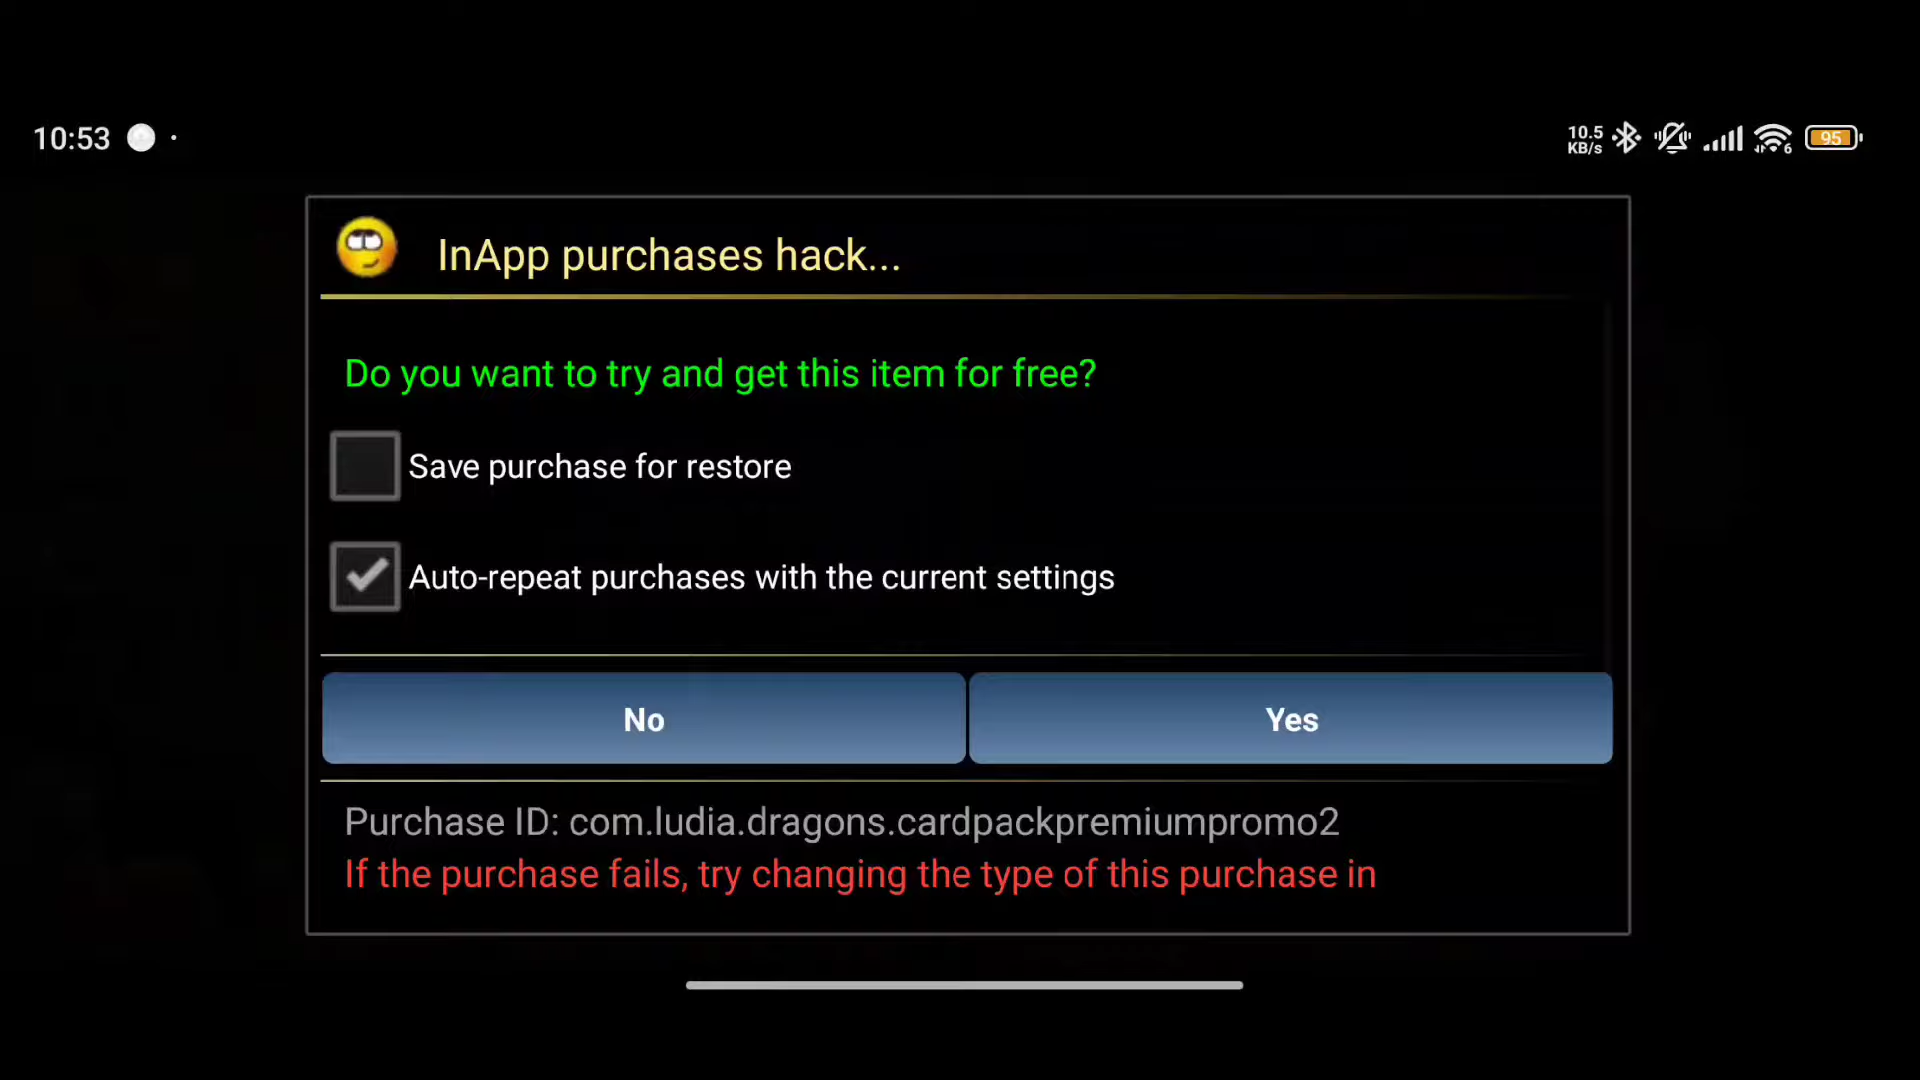 10:53
10.5
KB/s
6
95
InApp purchases hack...
Do you want to try and get this item for free?
Save purchase for restore
Auto-repeat purchases with the current settings
No
Yes
Purchase ID: com.ludia.dragons.cardpackpremiumpromo2
If the purchase fails, try changing the type of this purchase in